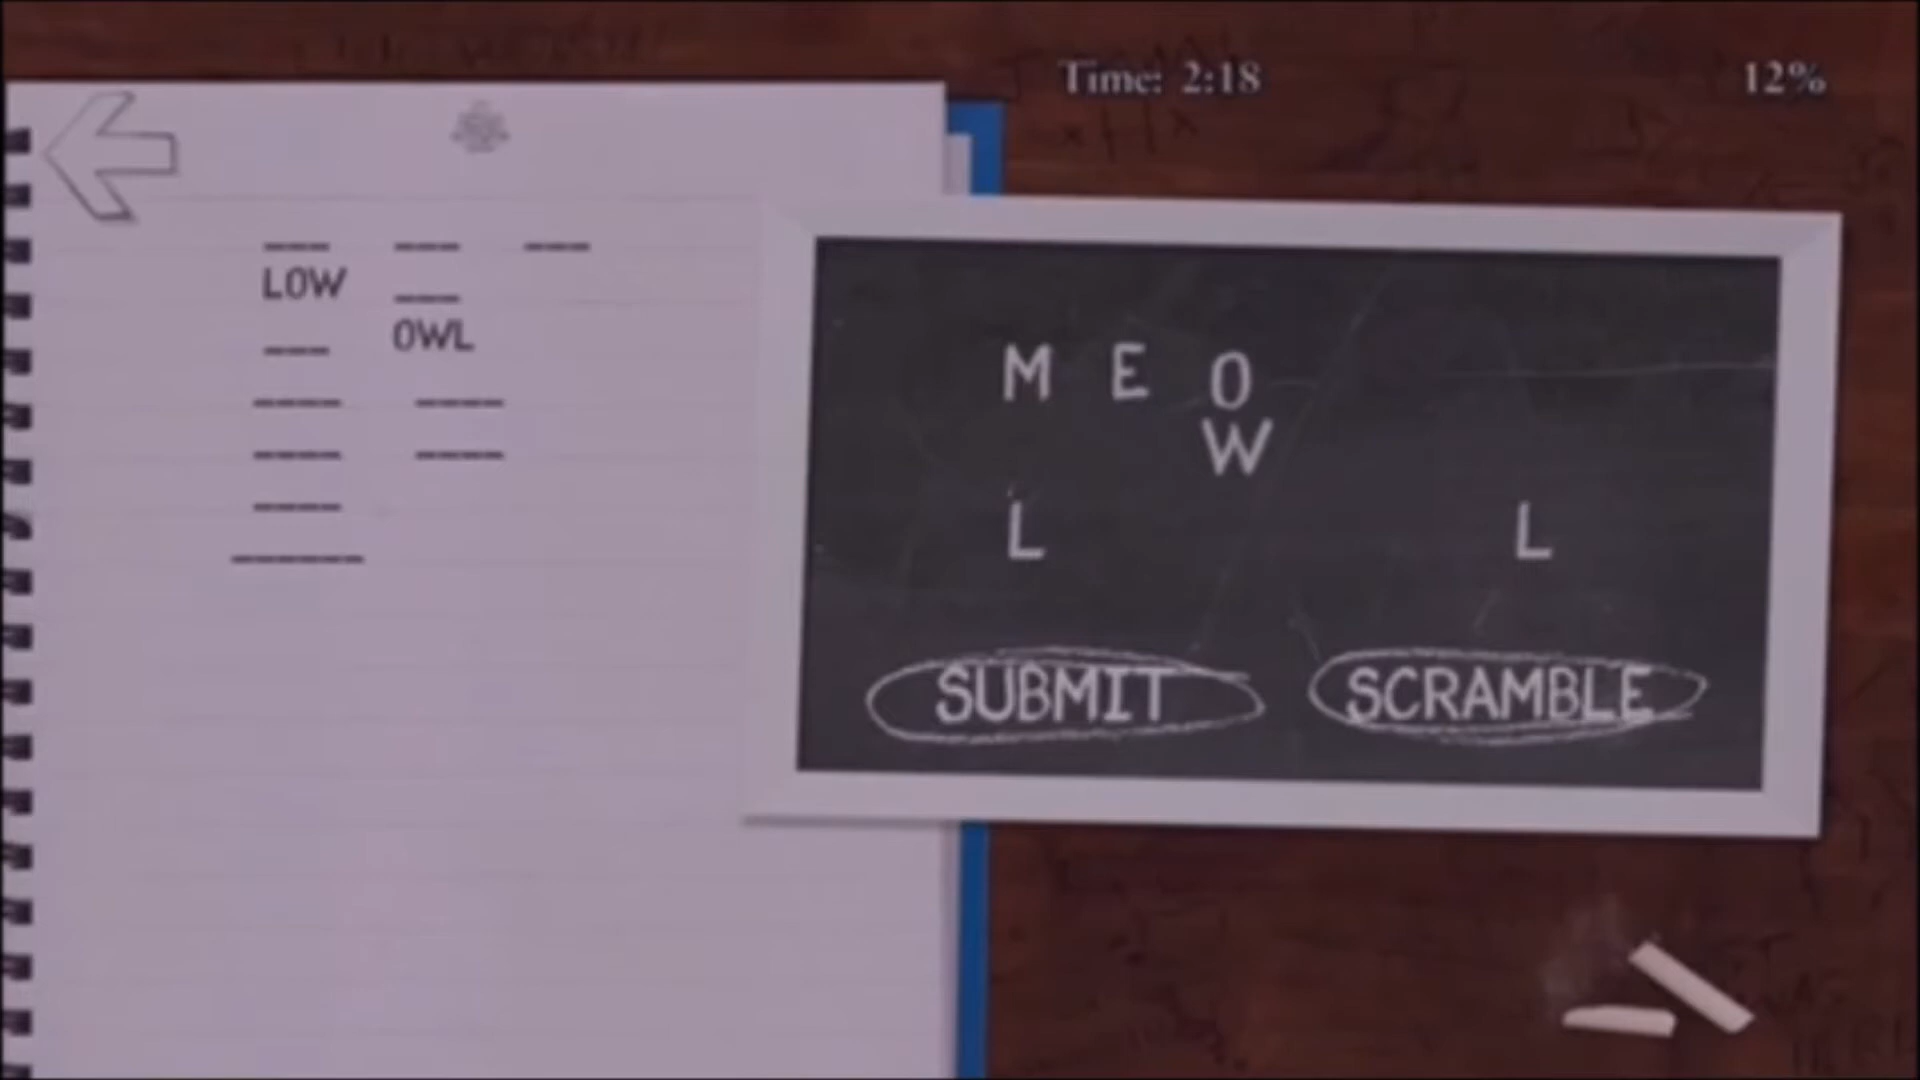 Time: 2:18
12%
LOW
OWL
M E O
W
L L
SUBMIT SCRAMBLE